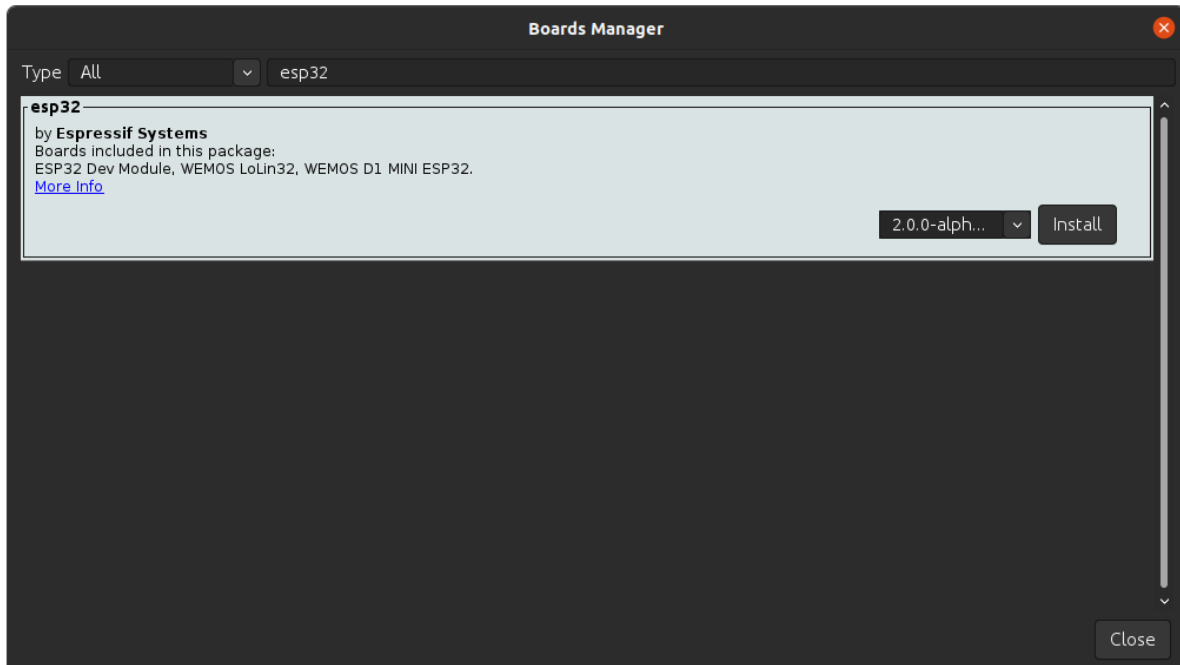 Boards Manager
Type All esp32
esp32
by Espressif Systems
Boards included in this package:
ESP32 Dev Module, WEMOS LoLin32, WEMOS D1 MINI ESP32.
More Info
2.0.0-alph... Install
Close